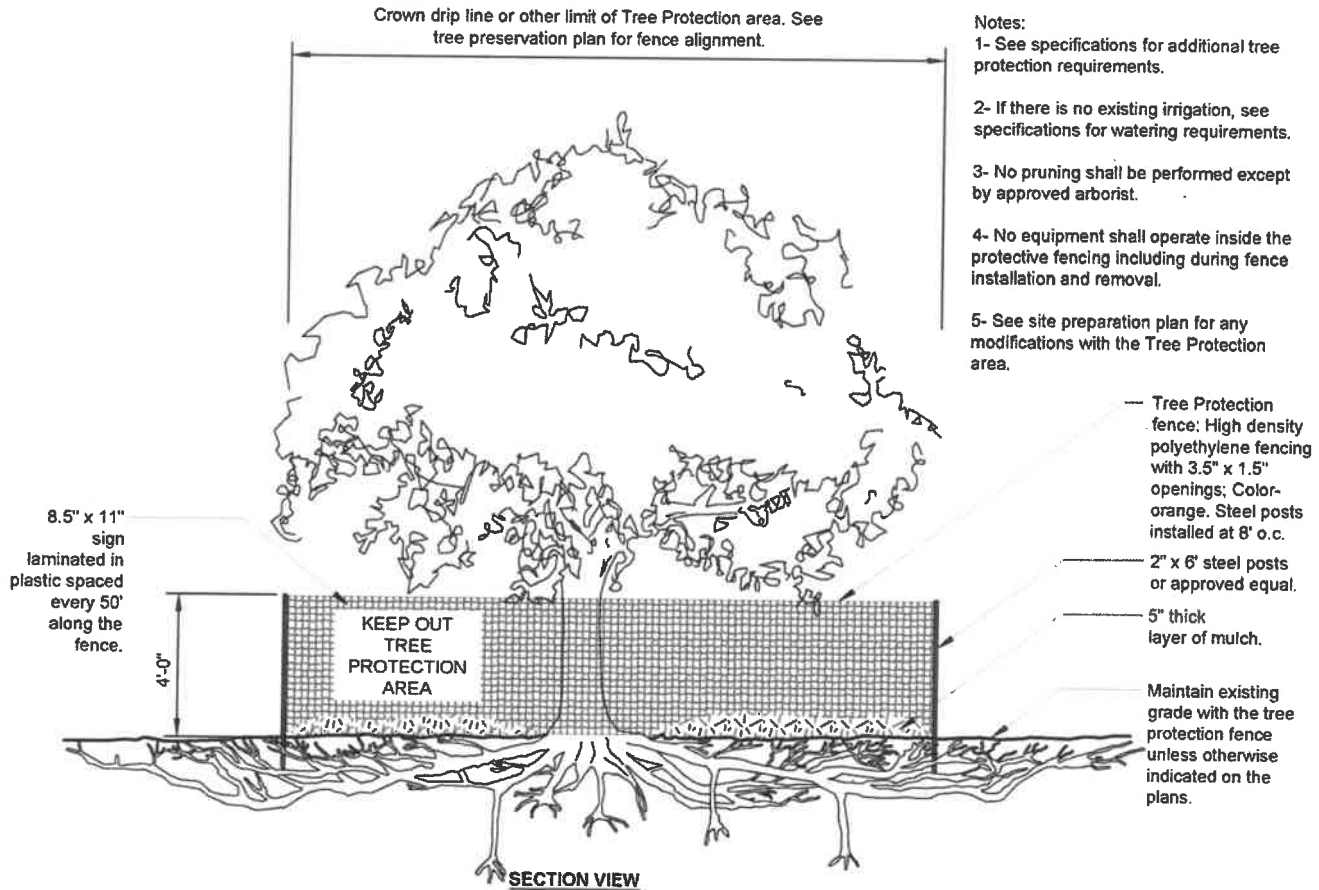 Crown drip line or other limit of Tree Protection area. See
tree preservation plan for fence alignment.
Notes:
1- See specifications for additional tree
protection requirements.
2- If there is no existing irrigation, see
specifications for watering requirements.
3- No pruning shall be performed except
by approved arborist.
4- No equipment shall operate inside the
protective fencing including during fence
installation and removal.
5- See site preparation plan for any
modifications with the Tree Protection
area.
Tree Protection
fence: High density
polyethylene fencing
with 3.5" x 1.5"
openings; Color-
orange. Steel posts
installed at 8' o.c.
2" x 6' steel posts
or approved equal.
5" thick
layer of mulch.
Maintain existing
grade with the tree
protection fence
unless otherwise
indicated on the
plans.
8.5" x 11"
sign
laminated in
plastic spaced
every 50'
along the
fence.
4'-0"
KEEP OUT
TREE
PROTECTION
AREA
SECTION VIEW